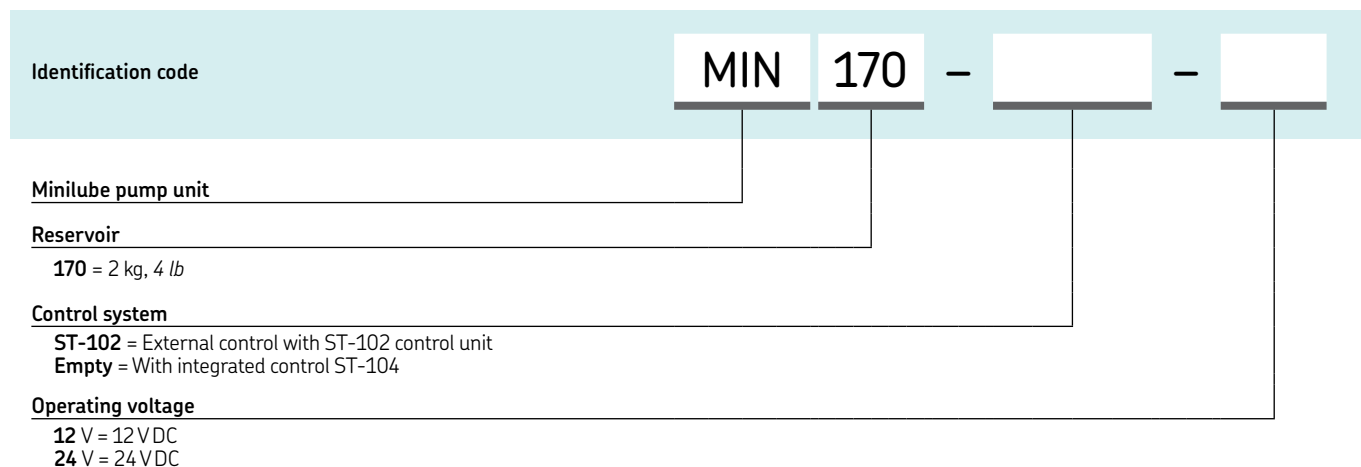 Identification code MIN 170 – –
Minilube pump unit
Reservoir
170 = 2 kg, 4 lb
Control system
ST-102 = External control with ST-102 control unit
Empty = With integrated control ST-104
Operating voltage
12 V = 12 V DC
24 V = 24 V DC